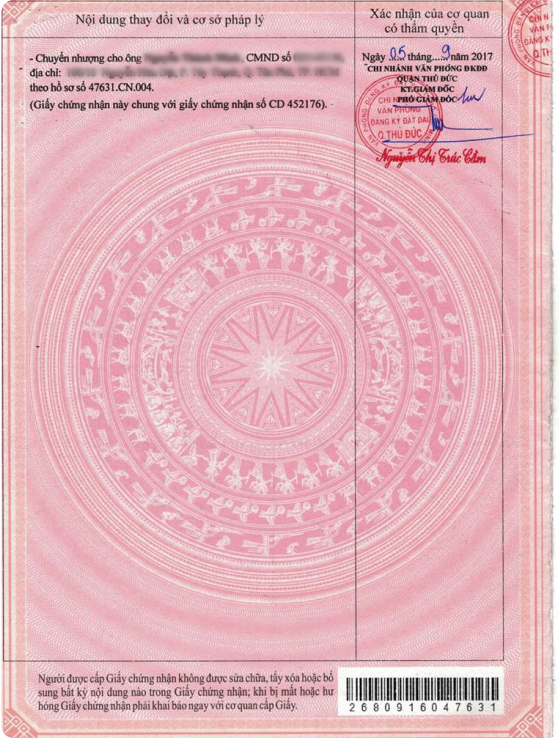 Nội dung thay đổi và cơ sở pháp lý
Xác nhận của cơ quan
có thẩm quyền
- Chuyển nhượng cho ông , CMND số
địa chỉ:
theo hồ sơ số 47631.CN.004.
(Giấy chứng nhận này chung với giấy chứng nhận số CD 452176).
Ngày 05 tháng 9 năm 2017
CHI NHÁNH VĂN PHÒNG ĐKĐĐ
QUẬN THỦ ĐỨC
KT.GIÁM ĐỐC
PHÓ GIÁM ĐỐC
CHI NHÁNH
VĂN PHÒNG
ĐĂNG KÝ ĐẤT ĐAI
Q.THỦ ĐỨC
Nguyễn Thị Trúc Cẩm
Người được cấp Giấy chứng nhận không được sửa chữa, tẩy xóa hoặc bổ
sung bất kỳ nội dung nào trong Giấy chứng nhận; khi bị mất hoặc hư
hỏng Giấy chứng nhận phải khai báo ngay với cơ quan cấp Giấy.
2680916047631